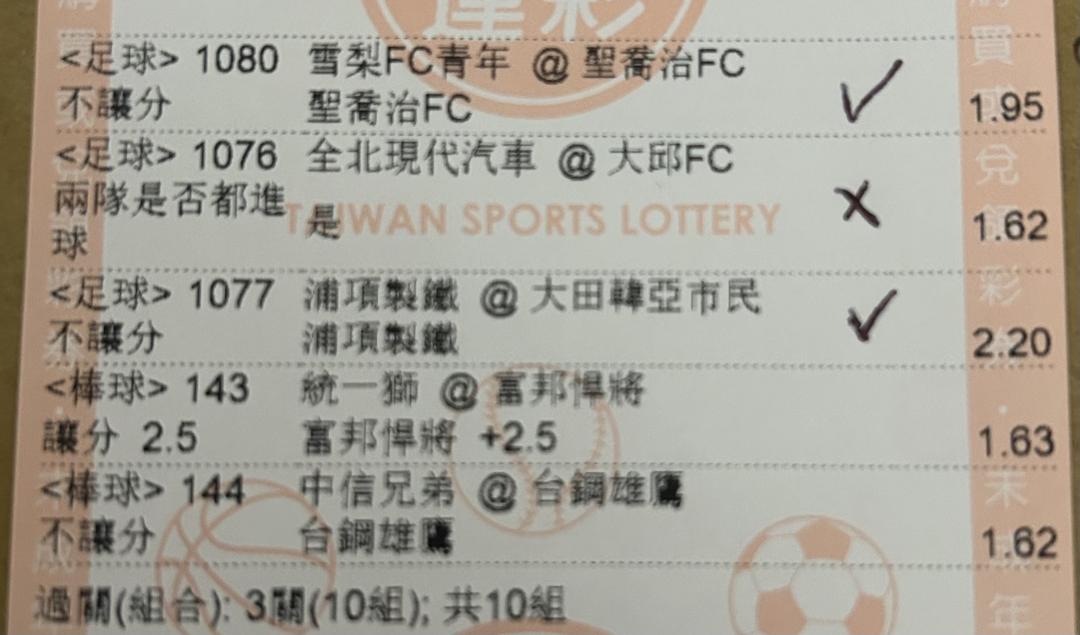 運彩
<足球> 1080 雪梨FC青年 @ 聖喬治FC
不讓分 聖喬治FC 1.95
<足球> 1076 全北現代汽車 @ 大邱FC
兩隊是否都進 是 1.62
球
TAIWAN SPORTS LOTTERY
<足球> 1077 浦項製鐵 @ 大田韓亞市民
不讓分 浦項製鐵 2.20
<棒球> 143 統一獅 @ 富邦悍將
讓分 2.5 富邦悍將 +2.5 1.63
<棒球> 144 中信兄弟 @ 台鋼雄鷹
不讓分 台鋼雄鷹 1.62
過關(組合): 3關(10組); 共10組